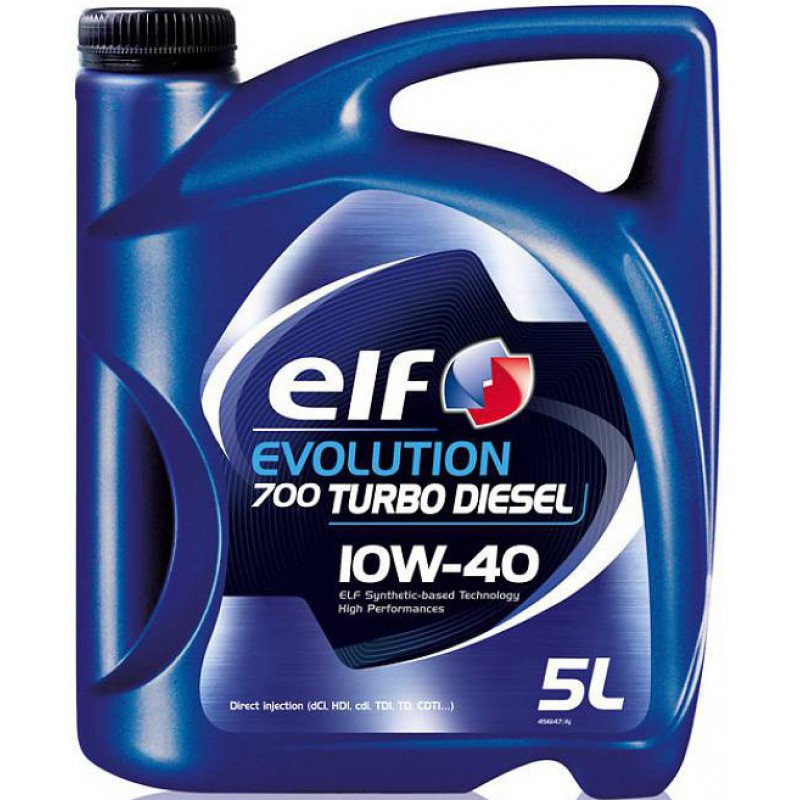 elf
EVOLUTION
700 TURBO DIESEL
10W-40
ELF Synthetic-based Technology
High Performances
5L
Direct injection (dCi, HDI, cdi, TDI, TD, CDTI...)